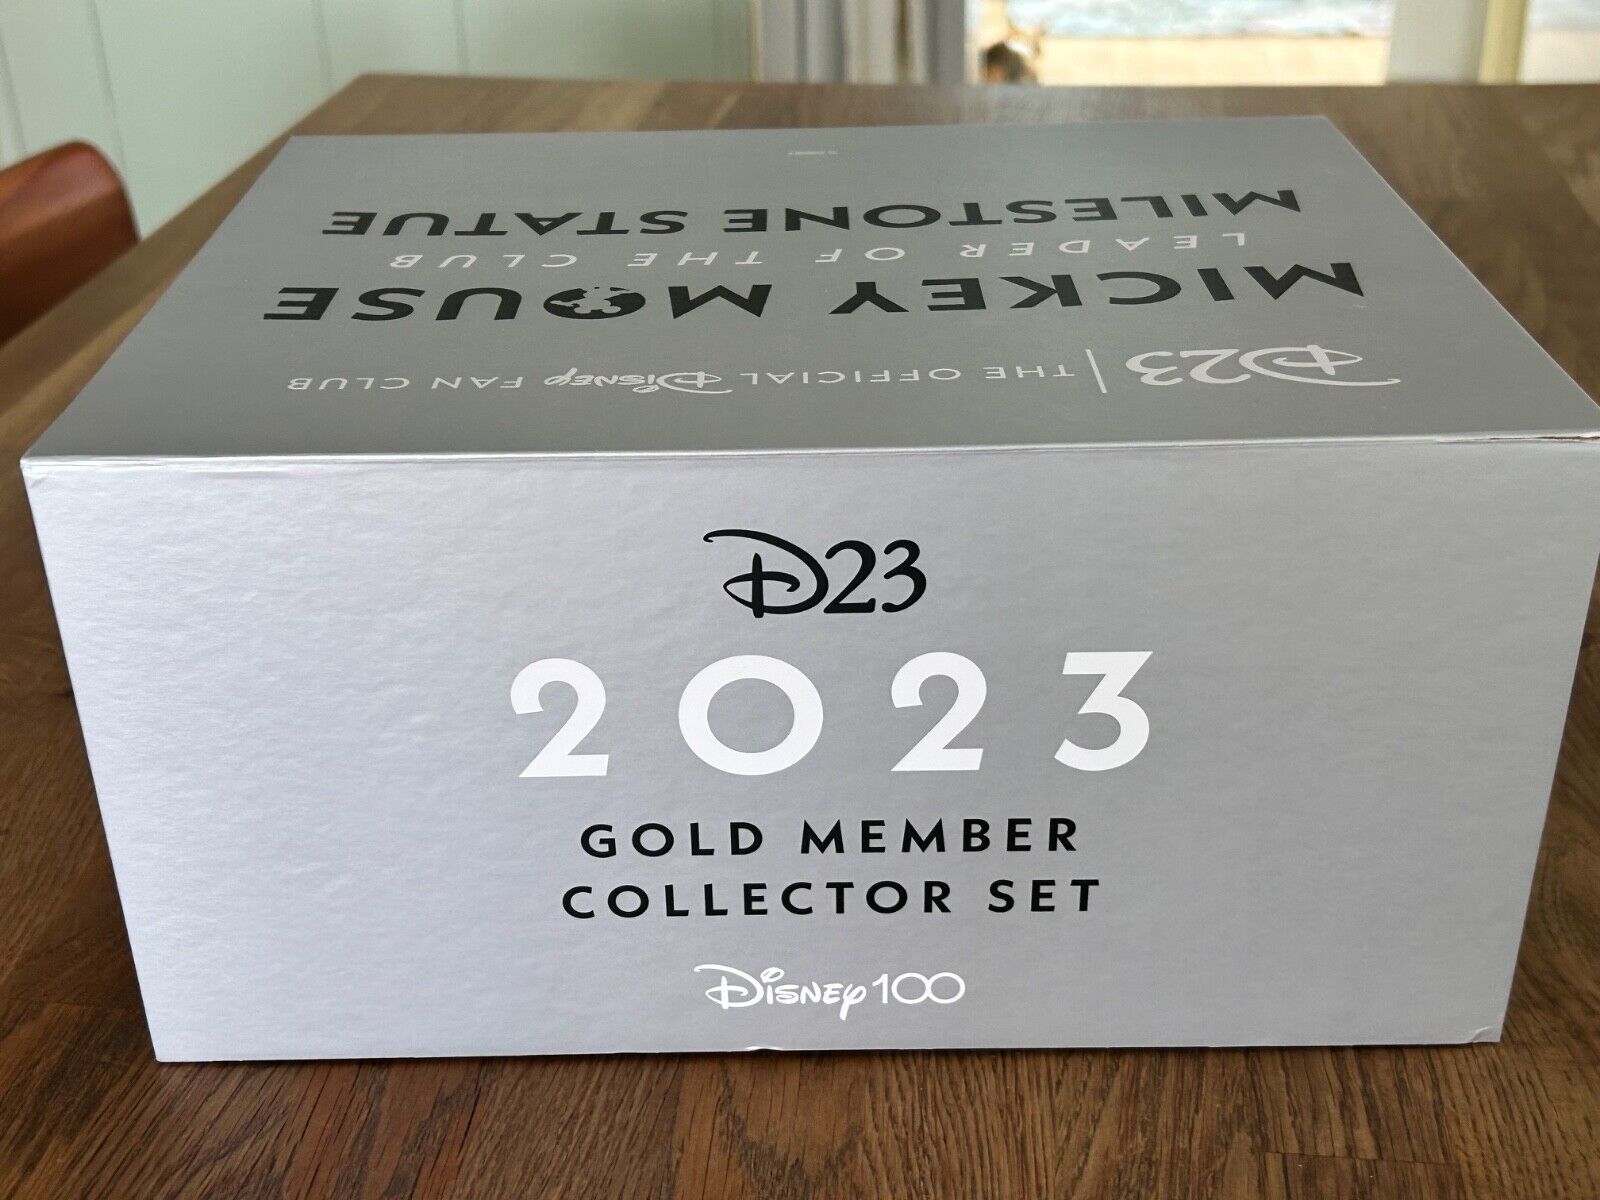 D23 | THE OFFICIAL Disney FAN CLUB
MICKEY MOUSE
LEADER OF THE CLUB
MILESTONE STATUE
D23
2023
GOLD MEMBER
COLLECTOR SET
Disney100